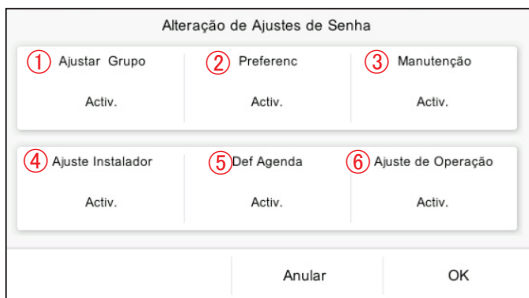 Alteração de Ajustes de Senha
① Ajustar Grupo ② Preferenc ③ Manutenção
Activ. Activ. Activ.
④ Ajuste Instalador ⑤ Def Agenda ⑥ Ajuste de Operação
Activ. Activ. Activ.
Anular OK